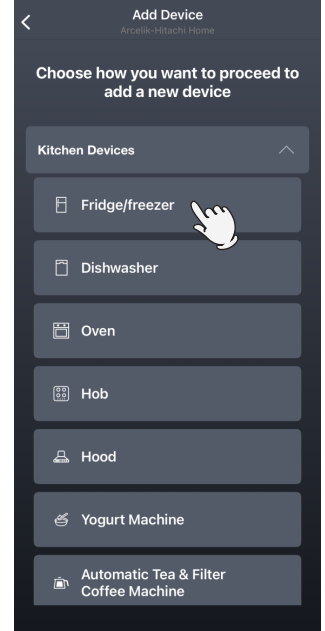 Add Device
Arcelik-Hitachi Home
Choose how you want to proceed to
add a new device
Kitchen Devices
Fridge/freezer
Dishwasher
Oven
Hob
Hood
Yogurt Machine
Automatic Tea & Filter
Coffee Machine